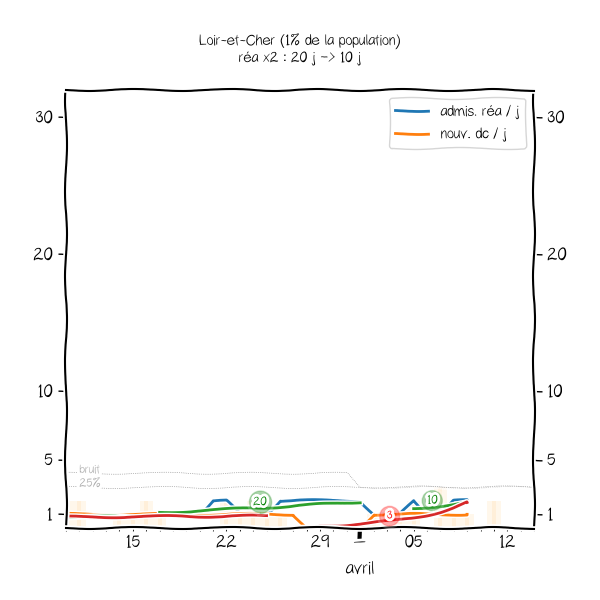 Loir-et-Cher (1% de la population)
réa x2 : 20 j -> 10 j
admis. réa / j
nouv. dc / j
30 30
20 20
10 10
5 5
bruit
25%
20 10
3
1 1
15 22 29 05 12
avril